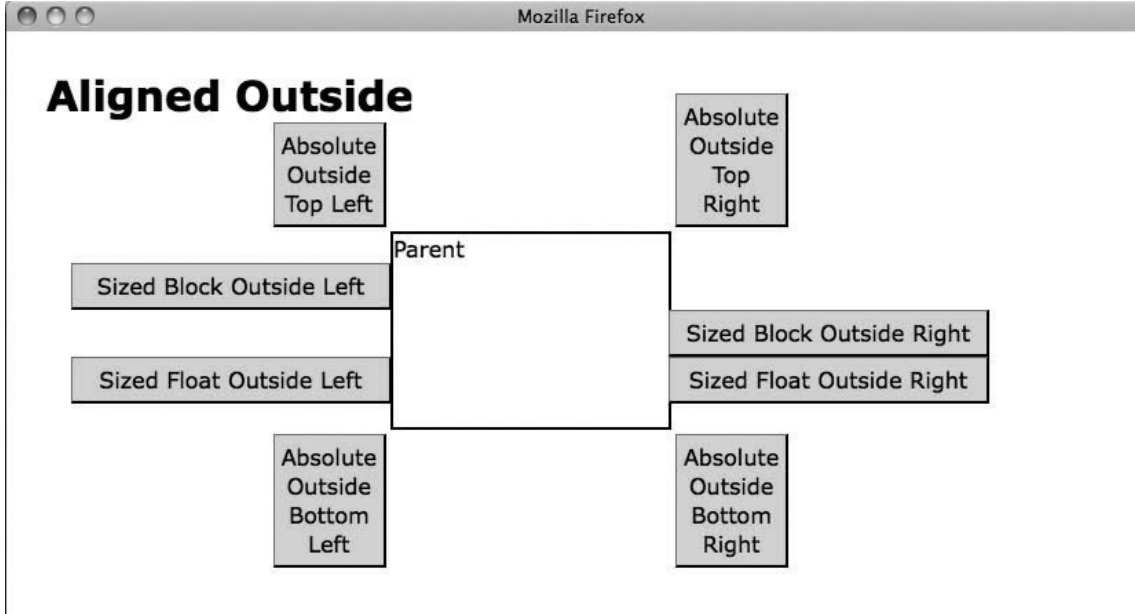 Mozilla Firefox
Aligned Outside
Absolute
Outside
Top Left
Absolute
Outside
Top
Right
Parent
Sized Block Outside Left
Sized Block Outside Right
Sized Float Outside Left
Sized Float Outside Right
Absolute
Outside
Bottom
Left
Absolute
Outside
Bottom
Right